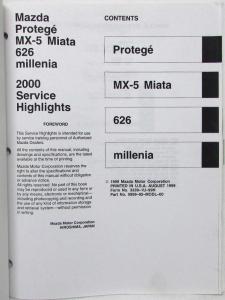 Mazda
Protegé
MX-5 Miata
626
millenia
2000
Service
Highlights
FOREWORD
This Service Highlights is intended for use
by service training personnel of Authorized
Mazda Dealers.
All the contents of this manual, including
drawings and specifications, are the latest
available at the time of printing.
Mazda Motor Corporation reserves the
right to alter the specifications and
contents of this manual without obligation
or advance notice.
All rights reserved. No part of this book
may be reproduced or used in any form or
by any means, electronic or mechanical—
including photocopying and recording and
the use of any kind of information storage
and retrieval system—without permission
in writing.
Mazda Motor Corporation
HIROSHIMA, JAPAN
CONTENTS
Protegé
MX-5 Miata
626
millenia
© 1999 Mazda Motor Corporation
PRINTED IN U.S.A. AUGUST 1999